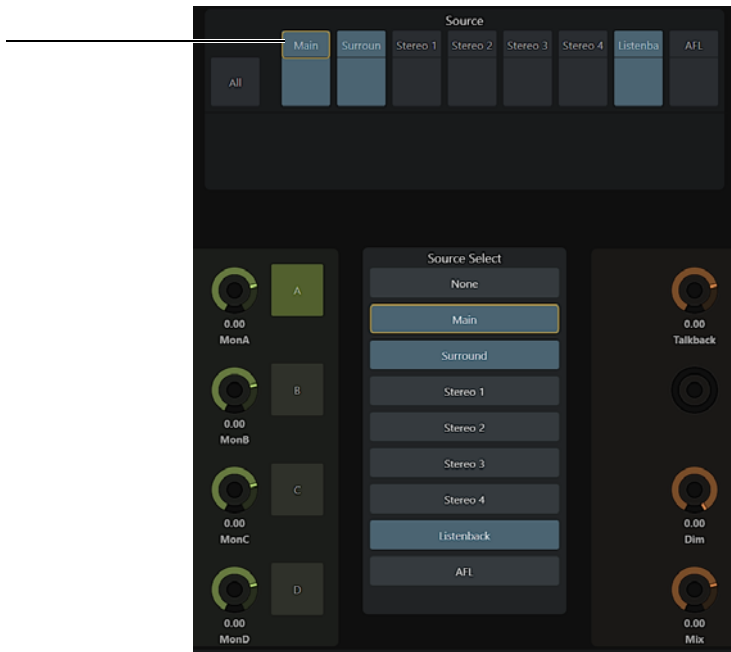 Source
Main Surroun Stereo 1 Stereo 2 Stereo 3 Stereo 4 Listenba AFL
All
Source Select
None
Main
Surround
Stereo 1
Stereo 2
Stereo 3
Stereo 4
Listenback
AFL
A
0.00
MonA
B
0.00
MonB
C
0.00
MonC
D
0.00
MonD
0.00
Talkback
0.00
Dim
0.00
Mix